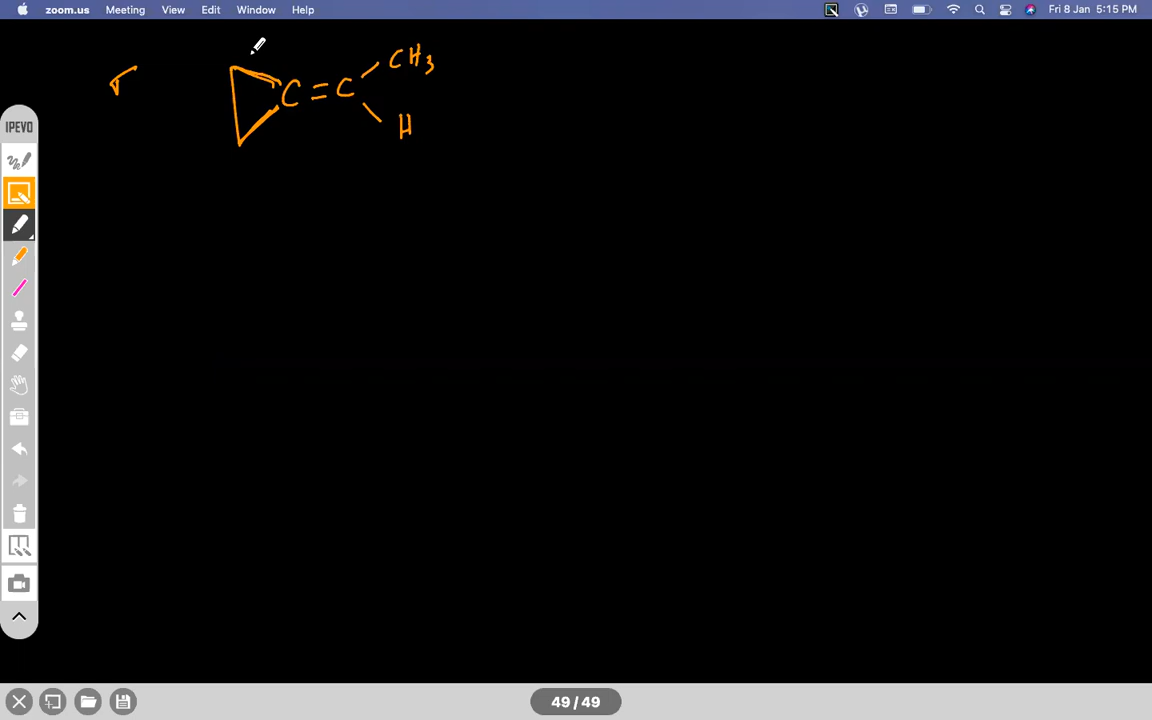 zoom.us Meeting View Edit Window Help Fri 8 Jan 5:15 PM
CH3
C = C
H
IPEVO
49 / 49